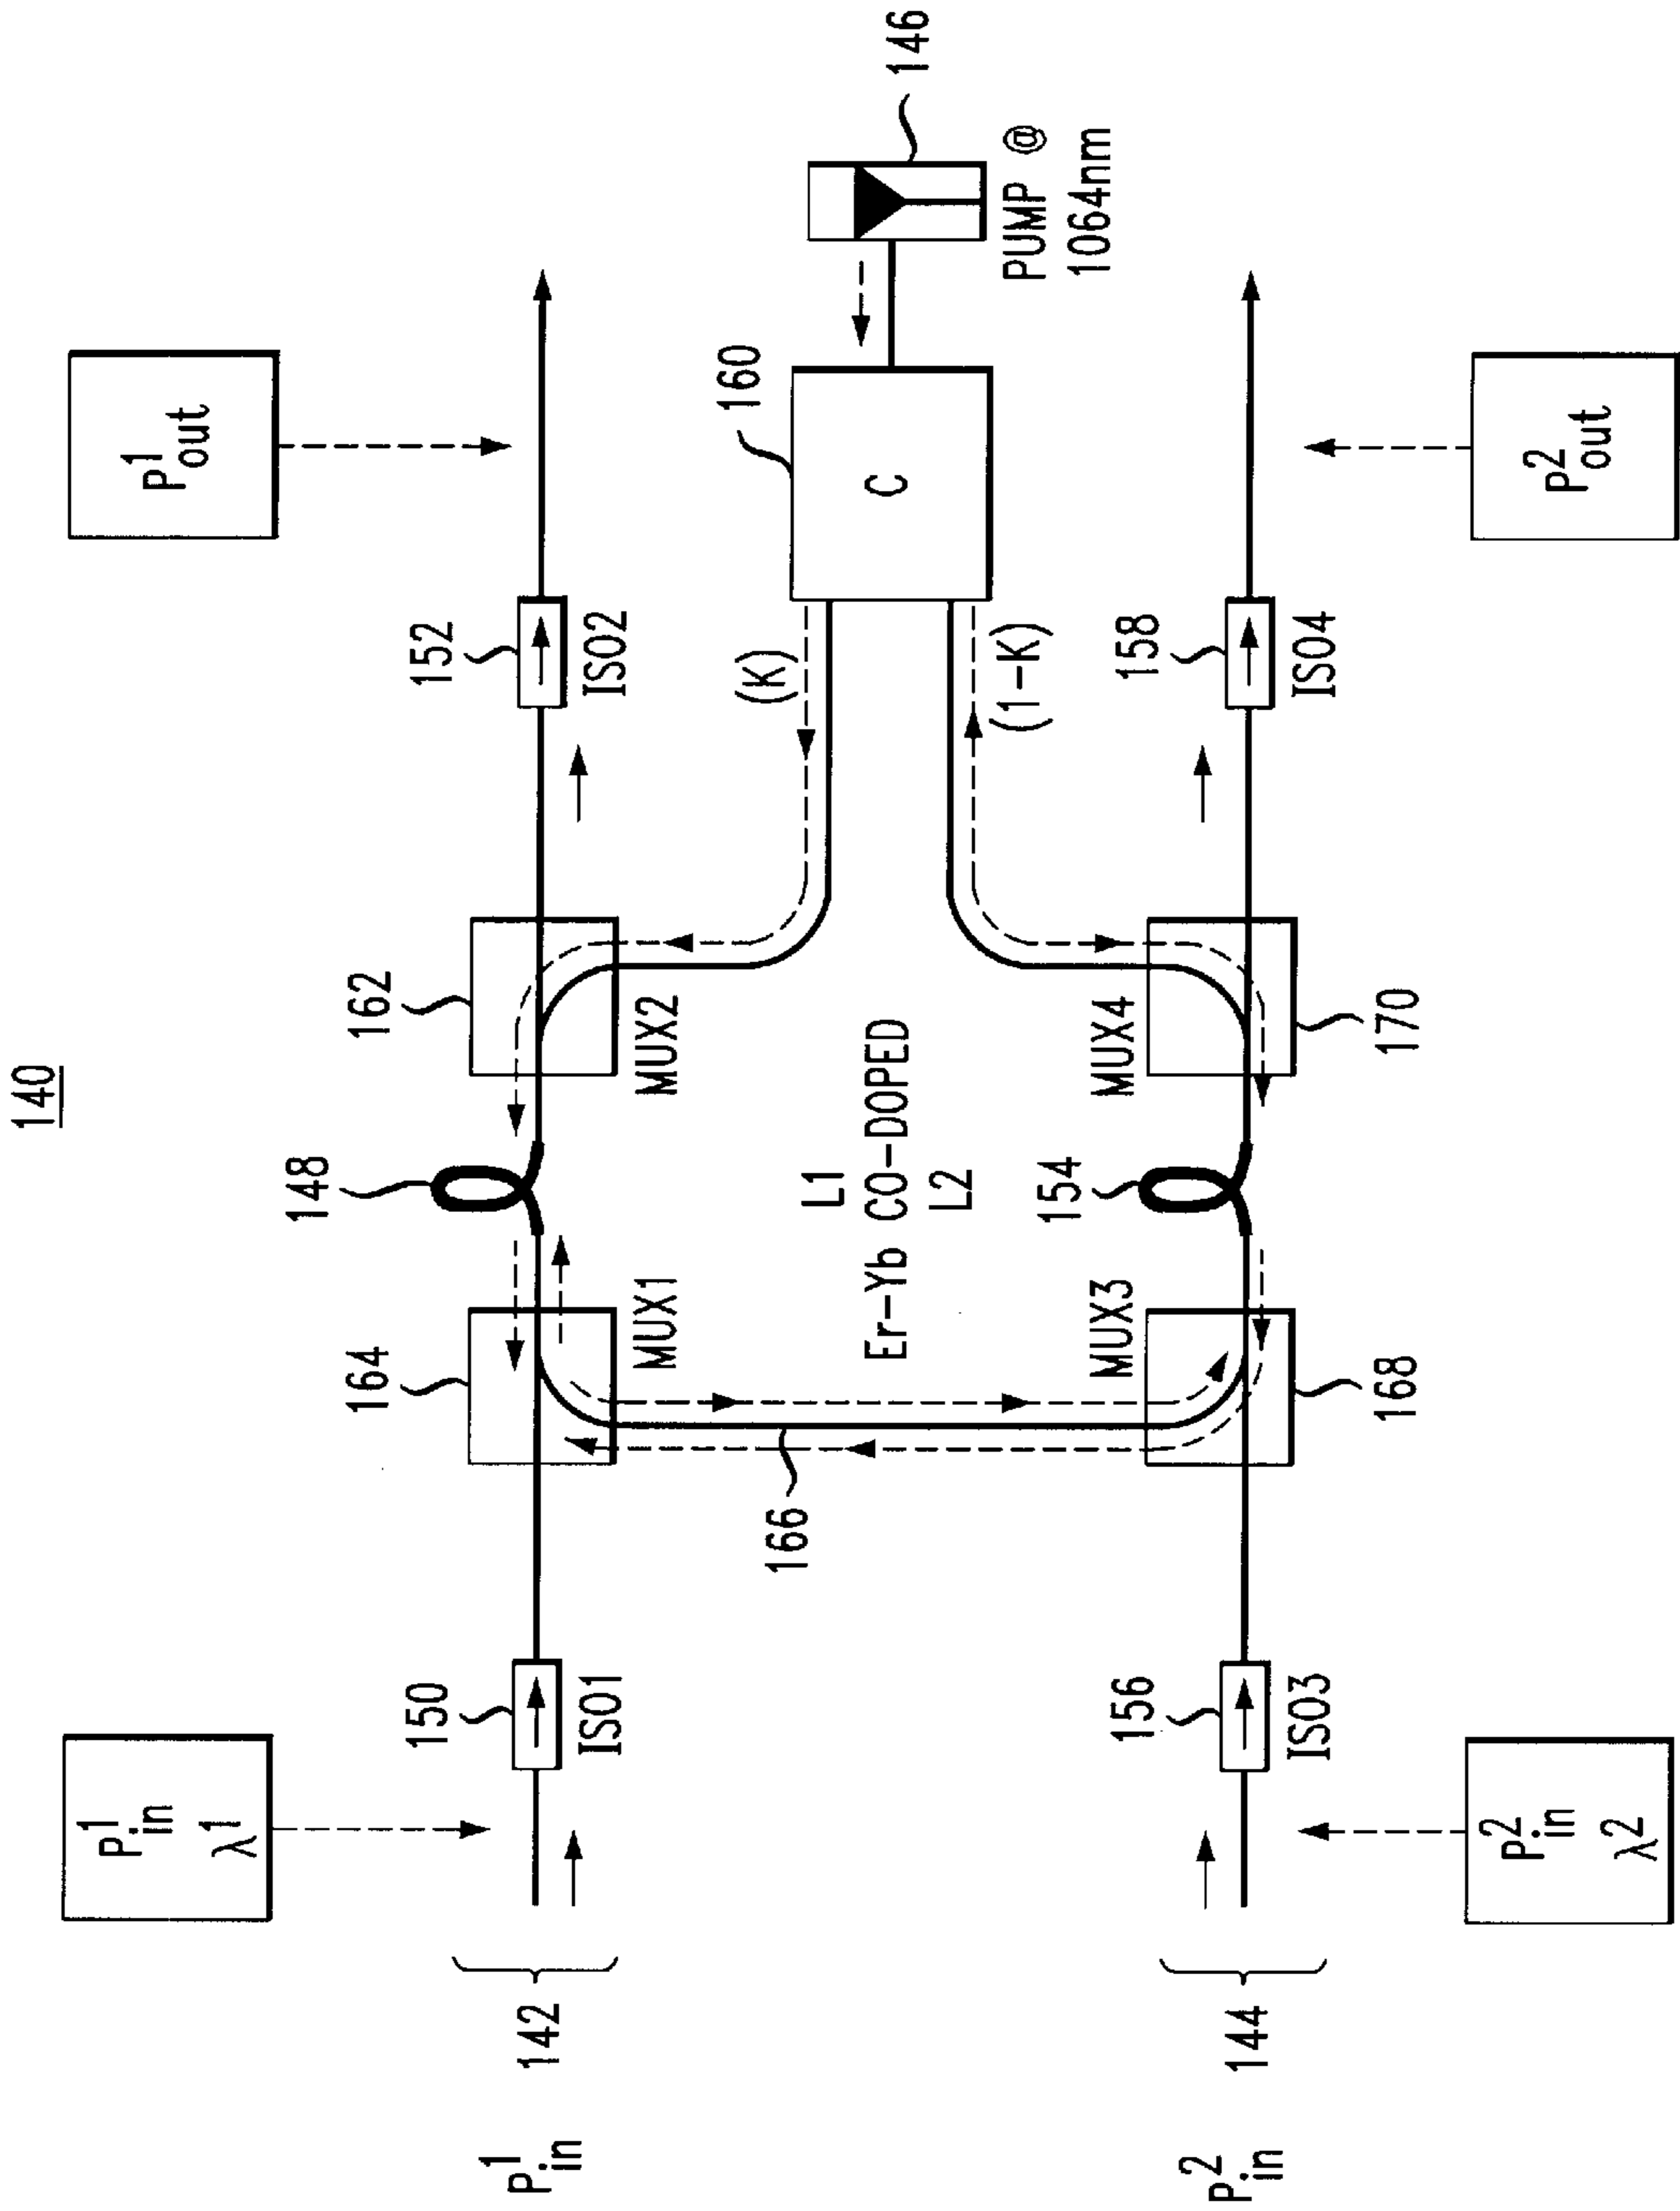 140
P¹in
λ1
P¹out
150
164
148
162
152
142
P¹in
ISO1
MUX1
MUX2
ISO2
(K)
160
C
146
PUMP @
1064nm
166
L1
Er-Yb CO-DOPED
L2
(1-K)
144
P²in
156
MUX3
154
MUX4
158
ISO3
168
170
ISO4
P²in
λ2
P²out